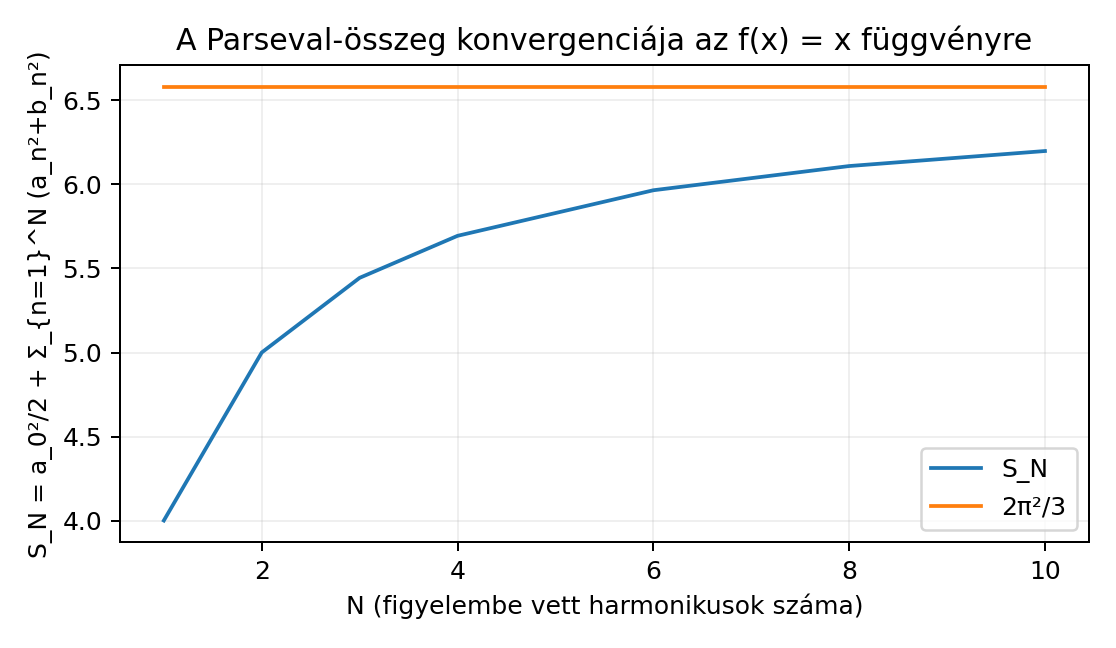 A Parseval-összeg konvergenciája az f(x) = x függvényre
S_N = a_0²/2 + Σ_{n=1}^N (a_n²+b_n²)
6.5
6.0
5.5
5.0
4.5
4.0
S_N
2π²/3
2 4 6 8 10
N (figyelembe vett harmonikusok száma)